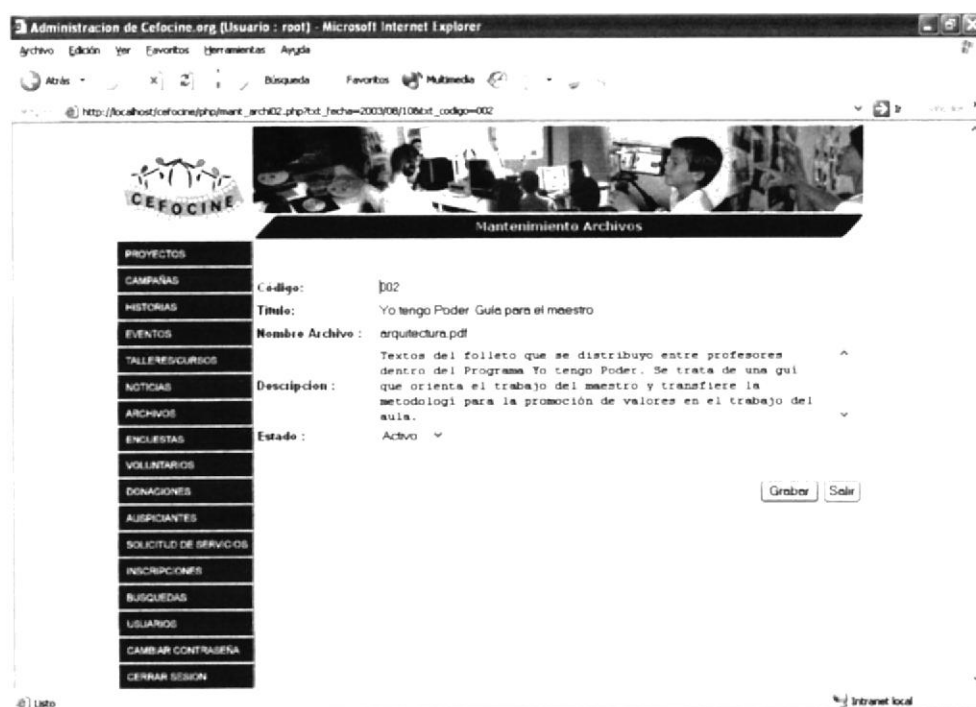 Administracion de Cefocine.org (Usuario : root) - Microsoft Internet Explorer
Archivo Edición Ver Favoritos Herramientas Ayuda
Atrás Búsqueda Favoritos Multimedia
http://localhost/cefocine/php/mant_archi02.php?txt_fecha=2003/08/10&txt_codigo=002 Ir
CEFOCINE
Mantenimiento Archivos
PROYECTOS
CAMPAÑAS
HISTORIAS
EVENTOS
TALLERES/CURSOS
NOTICIAS
ARCHIVOS
ENCUESTAS
VOLUNTARIOS
DONACIONES
AUSPICIANTES
SOLICITUD DE SERVICIOS
INSCRIPCIONES
BUSQUEDAS
USUARIOS
CAMBIAR CONTRASEÑA
CERRAR SESION
Código: 002
Titulo: Yo tengo Poder Guía para el maestro
Nombre Archivo : arquitectura.pdf
Descripcion :
Textos del folleto que se distribuyo entre profesores
dentro del Programa Yo tengo Poder. Se trata de una guí
que orienta el trabajo del maestro y transfiere la
metodologí para la promoción de valores en el trabajo del
aula.
Estado : Activo
Grabar Salir
Listo Intranet local